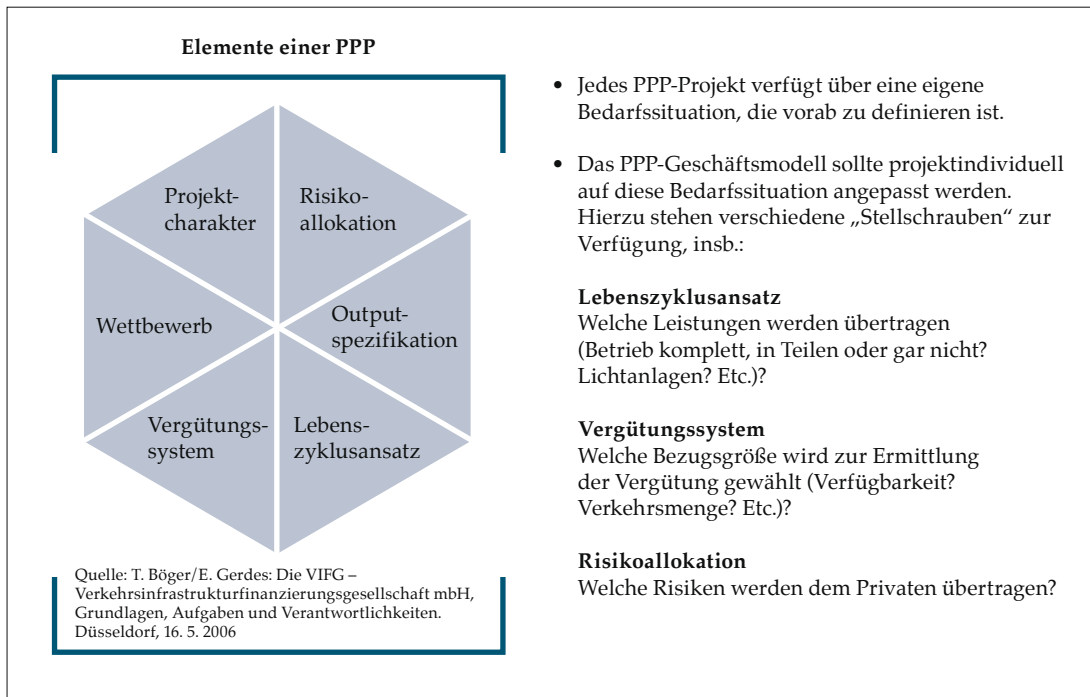 Elemente einer PPP
Projekt-
charakter
Risiko-
allokation
Wettbewerb
Output-
spezifikation
Vergütungs-
system
Lebens-
zyklusansatz
Quelle: T. Böger/E. Gerdes: Die VIFG –
Verkehrsinfrastrukturfinanzierungsgesellschaft mbH,
Grundlagen, Aufgaben und Verantwortlichkeiten.
Düsseldorf, 16. 5. 2006
• Jedes PPP-Projekt verfügt über eine eigene
Bedarfssituation, die vorab zu definieren ist.
• Das PPP-Geschäftsmodell sollte projektindividuell
auf diese Bedarfssituation angepasst werden.
Hierzu stehen verschiedene „Stellschrauben“ zur
Verfügung, insb.:
Lebenszyklusansatz
Welche Leistungen werden übertragen
(Betrieb komplett, in Teilen oder gar nicht?
Lichtanlagen? Etc.)?
Vergütungssystem
Welche Bezugsgröße wird zur Ermittlung
der Vergütung gewählt (Verfügbarkeit?
Verkehrsmenge? Etc.)?
Risikoallokation
Welche Risiken werden dem Privaten übertragen?